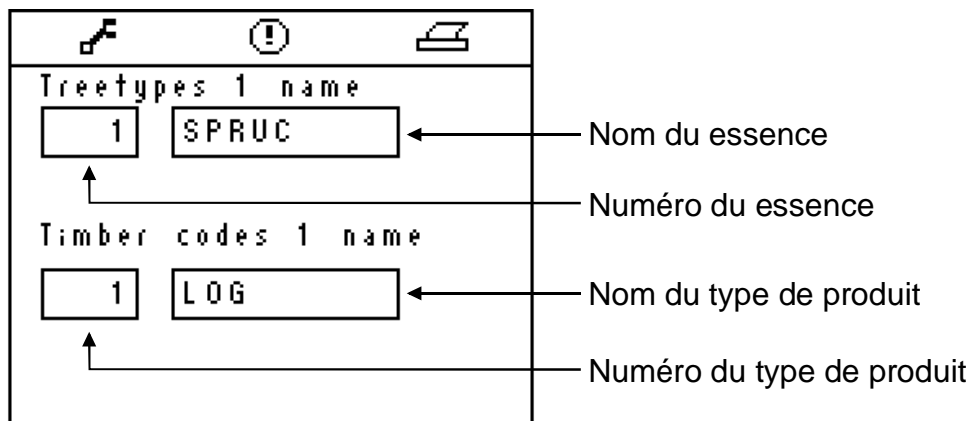 Treetypes 1 name
1 SPRUC
Nom du essence
Numéro du essence
Timber codes 1 name
1 LOG
Nom du type de produit
Numéro du type de produit